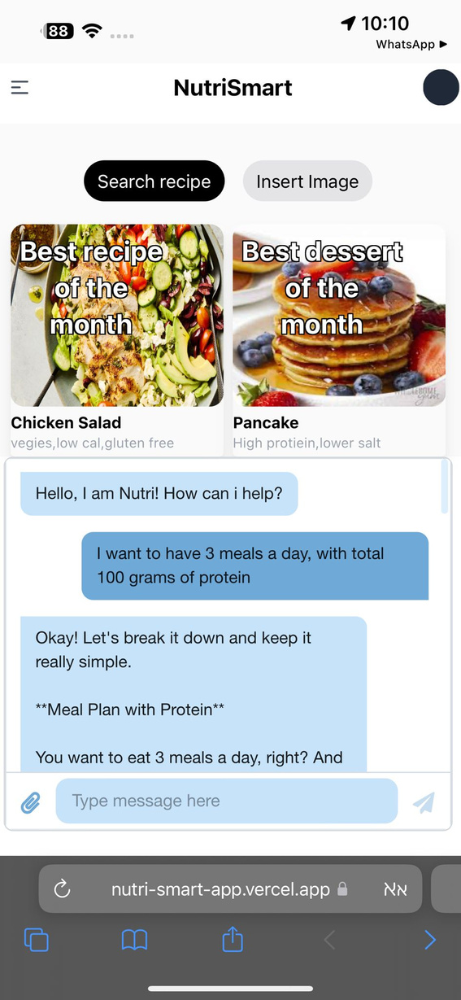 88
10:10
WhatsApp ▶
NutriSmart
Search recipe
Insert Image
Best recipe
of the
month
Best dessert
of the
month
Chicken Salad
vegies,low cal,gluten free
Pancake
High protiein,lower salt
Hello, I am Nutri! How can i help?
I want to have 3 meals a day, with total
100 grams of protein
Okay! Let's break it down and keep it
really simple.
**Meal Plan with Protein**
You want to eat 3 meals a day, right? And
Type message here
nutri-smart-app.vercel.app
אא